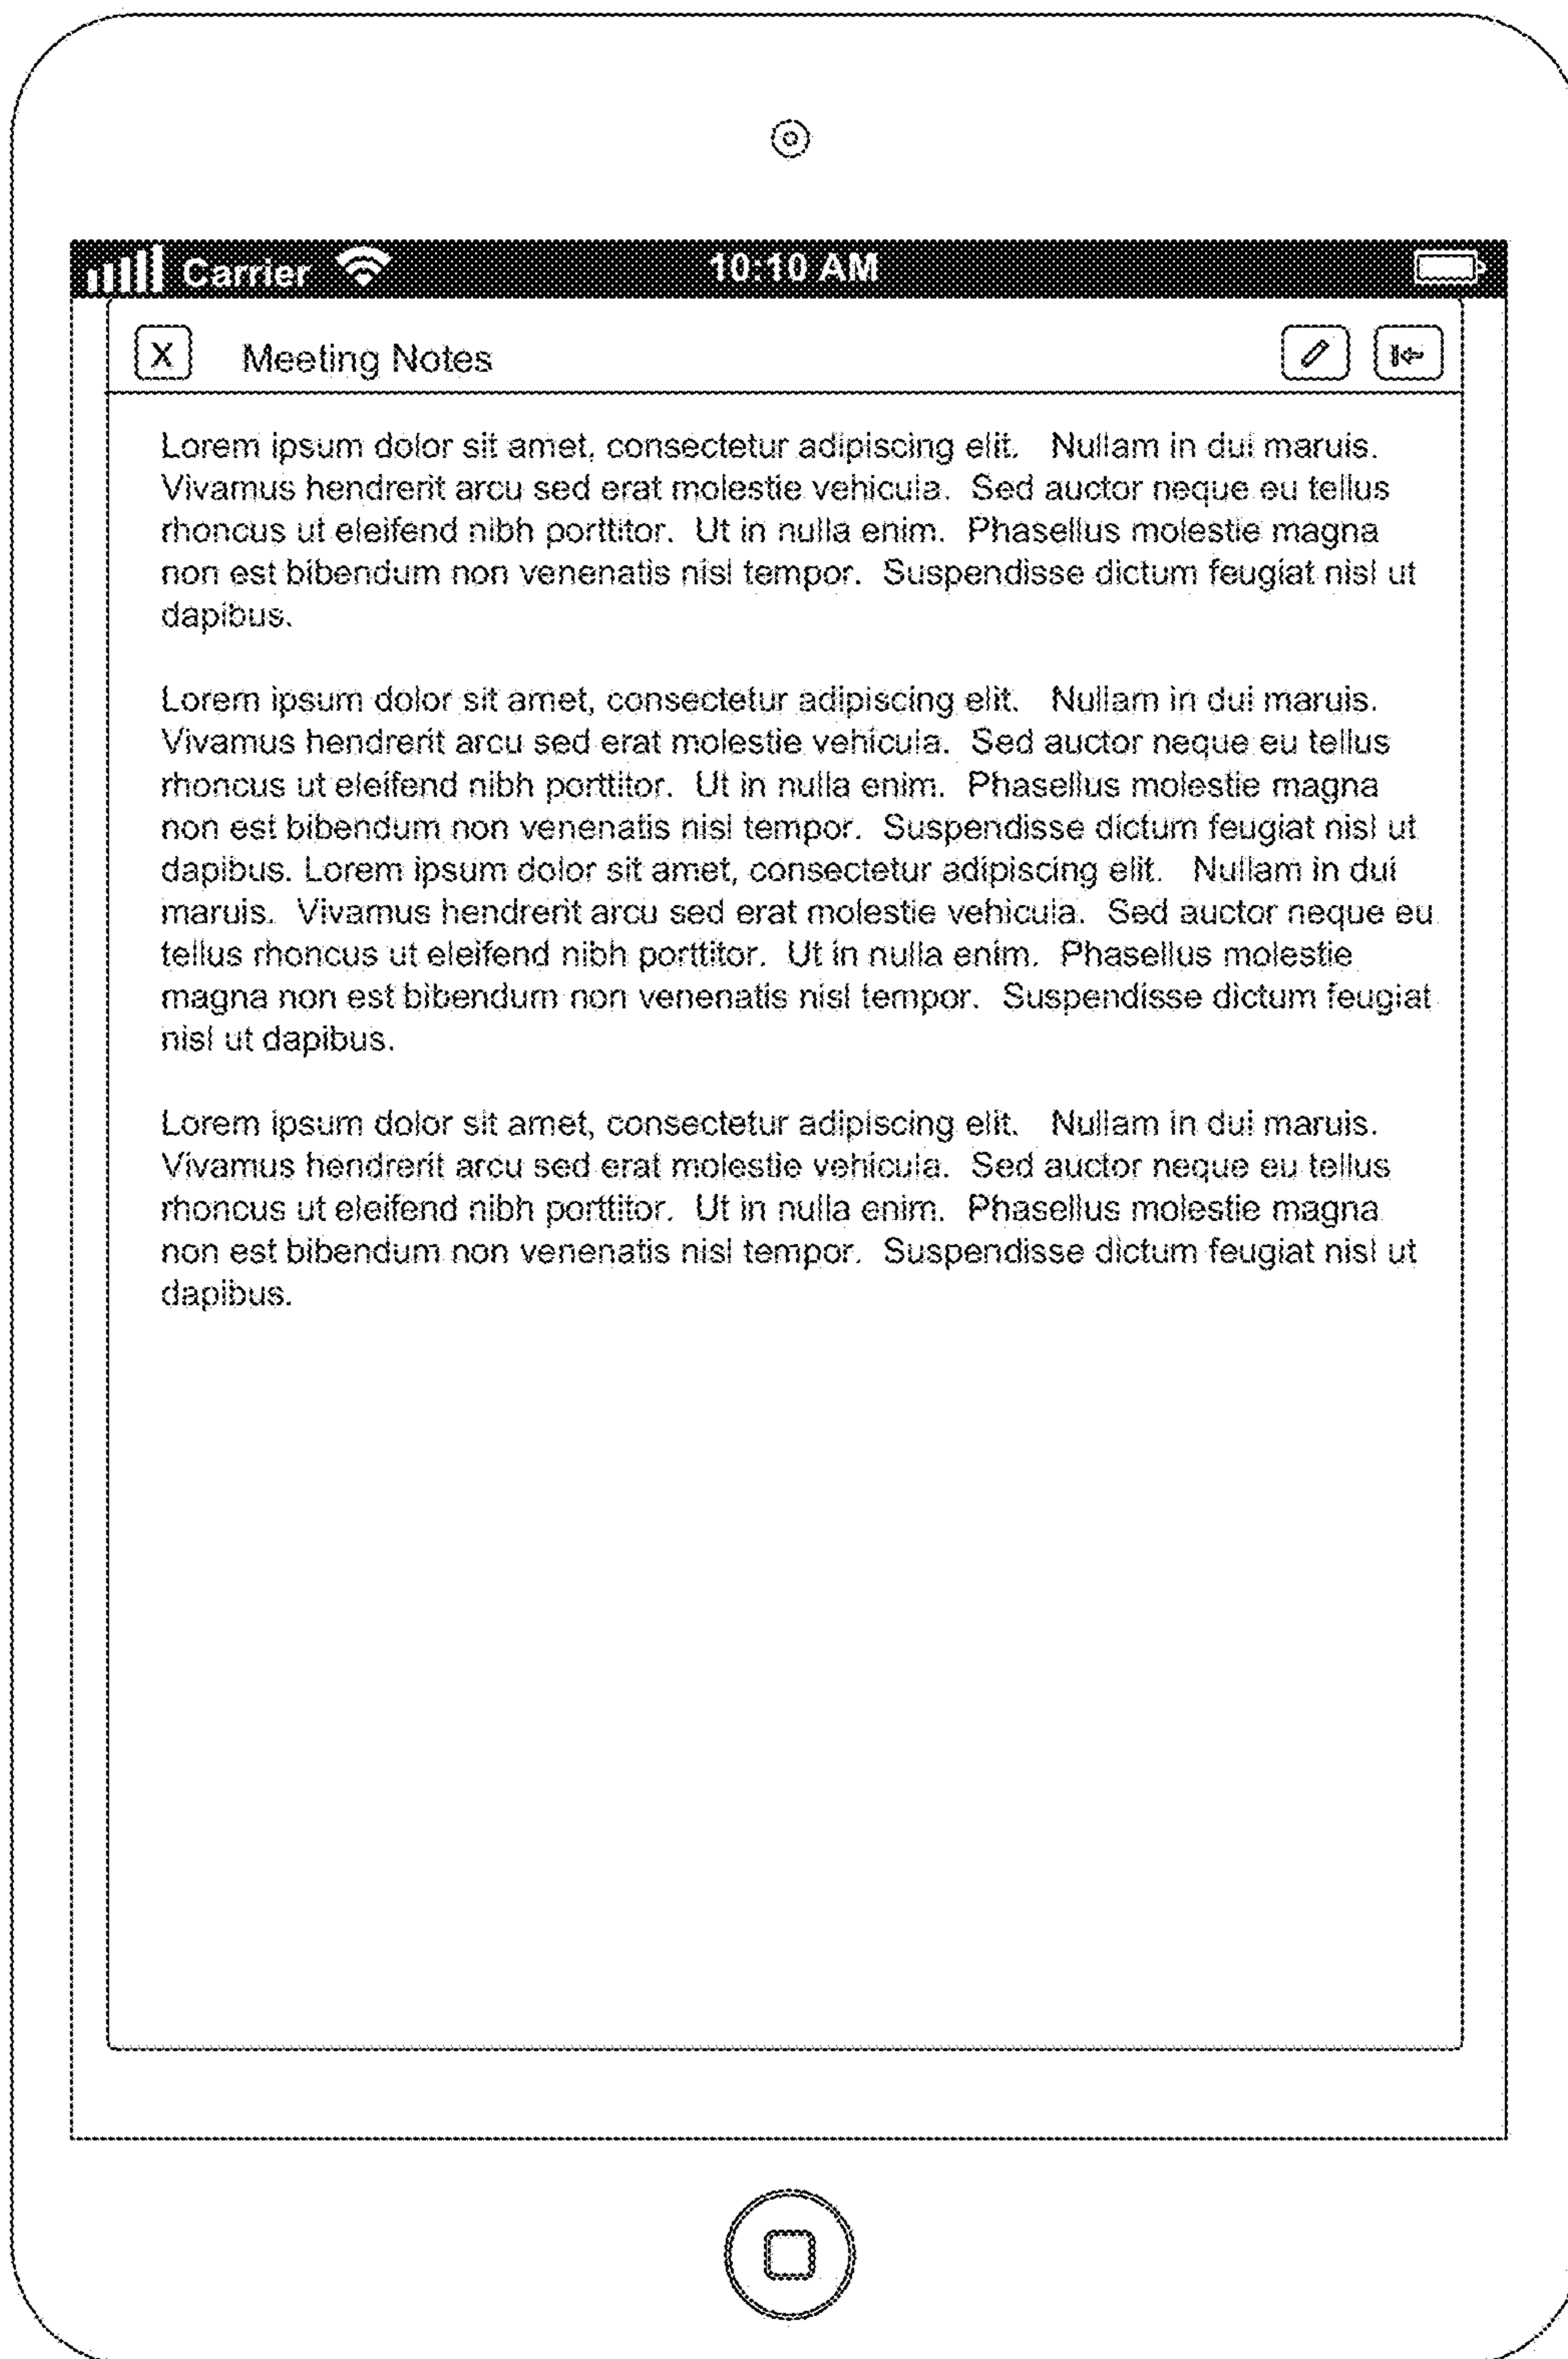 Carrier 10:10 AM
X Meeting Notes
Lorem ipsum dolor sit amet, consectetur adipiscing elit. Nullam in dui maruis.
Vivamus hendrerit arcu sed erat molestie vehicula. Sed auctor neque eu tellus
rhoncus ut eleifend nibh porttitor. Ut in nulla enim. Phasellus molestie magna
non est bibendum non venenatis nisl tempor. Suspendisse dictum feugiat nisl ut
dapibus.
Lorem ipsum dolor sit amet, consectetur adipiscing elit. Nullam in dui maruis.
Vivamus hendrerit arcu sed erat molestie vehicula. Sed auctor neque eu tellus
rhoncus ut eleifend nibh porttitor. Ut in nulla enim. Phasellus molestie magna
non est bibendum non venenatis nisl tempor. Suspendisse dictum feugiat nisl ut
dapibus. Lorem ipsum dolor sit amet, consectetur adipiscing elit. Nullam in dui
maruis. Vivamus hendrerit arcu sed erat molestie vehicula. Sed auctor neque eu
tellus rhoncus ut eleifend nibh porttitor. Ut in nulla enim. Phasellus molestie
magna non est bibendum non venenatis nisl tempor. Suspendisse dictum feugiat
nisl ut dapibus.
Lorem ipsum dolor sit amet, consectetur adipiscing elit. Nullam in dui maruis.
Vivamus hendrerit arcu sed erat molestie vehicula. Sed auctor neque eu tellus
rhoncus ut eleifend nibh porttitor. Ut in nulla enim. Phasellus molestie magna
non est bibendum non venenatis nisl tempor. Suspendisse dictum feugiat nisl ut
dapibus.